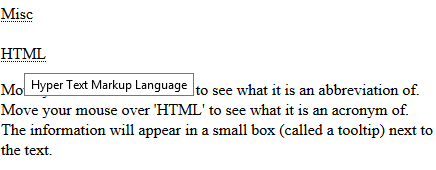 Misc
HTML
Hyper Text Markup Language
to see what it is an abbreviation of.
Move your mouse over 'HTML' to see what it is an acronym of.
The information will appear in a small box (called a tooltip) next to
the text.